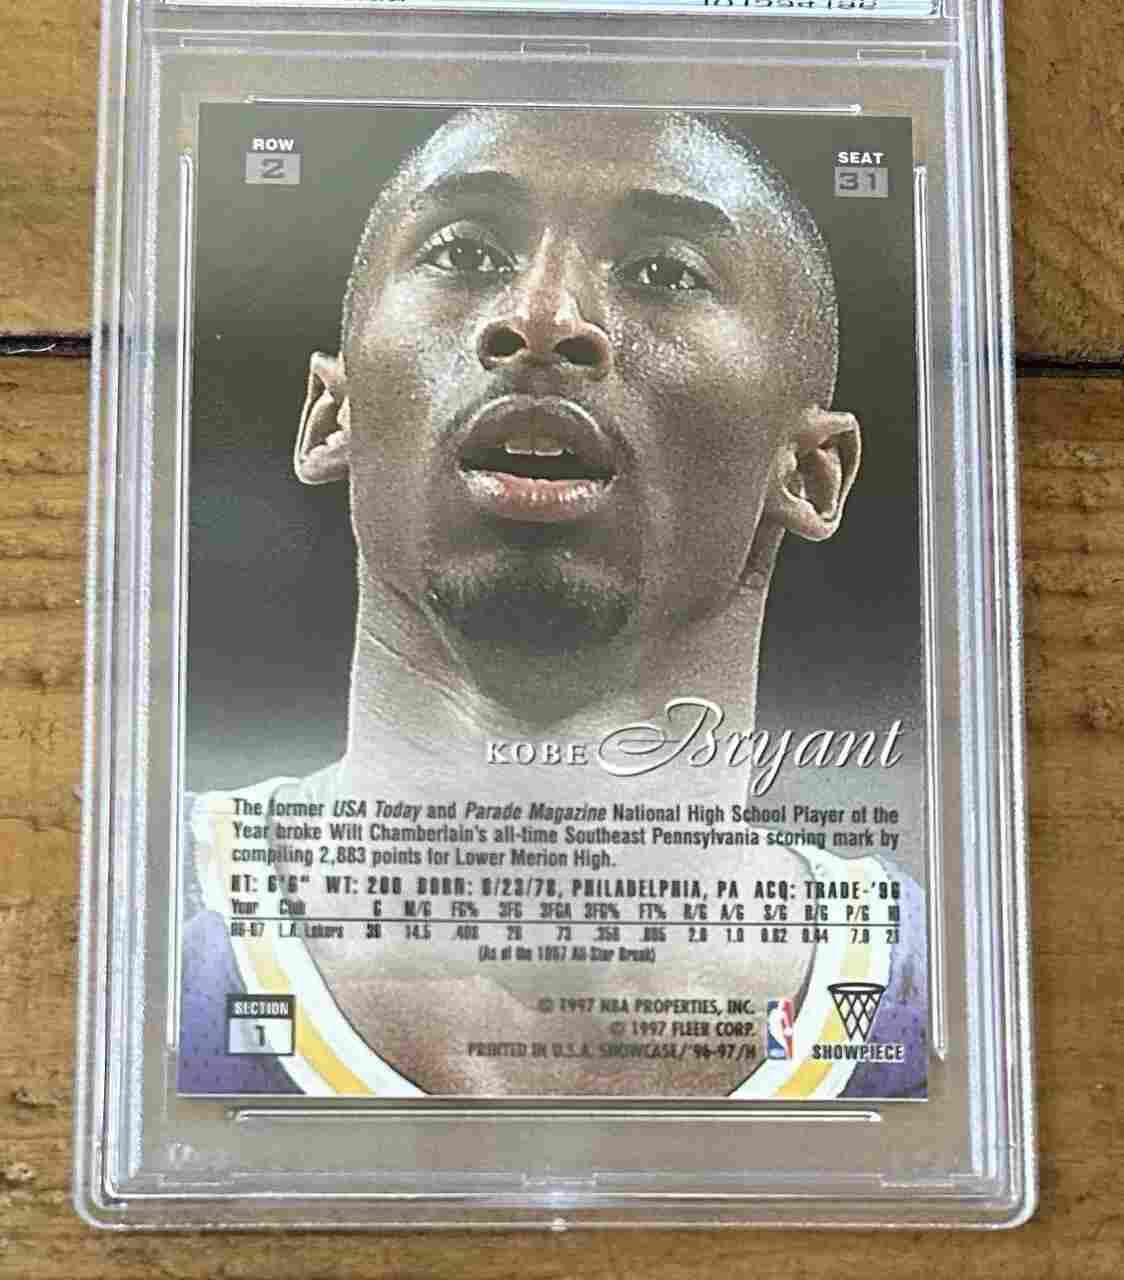 ROW
2
SEAT
31
KOBE Bryant
The former USA Today and Parade Magazine National High School Player of the
Year broke Wilt Chamberlain's all-time Southeast Pennsylvania scoring mark by
compiling 2,883 points for Lower Merion High.
HT: 6'6" WT: 200 BORN: 8/23/78, PHILADELPHIA, PA ACQ: TRADE-'96
Year Club G M/G FG% 3FG 3FGA 3FG% FT% R/G A/G S/G B/G P/G HI
96-97 L.A. Lakers 36 14.5 .408 26 73 .356 2.0 1.0 0.62 0.44 7.0 23
(As of the 1997 All-Star Break)
SECTION
1
© 1997 NBA PROPERTIES, INC.
© 1997 FLEER CORP.
PRINTED IN U.S.A. SHOWCASE/'96-97/H
SHOWPIECE